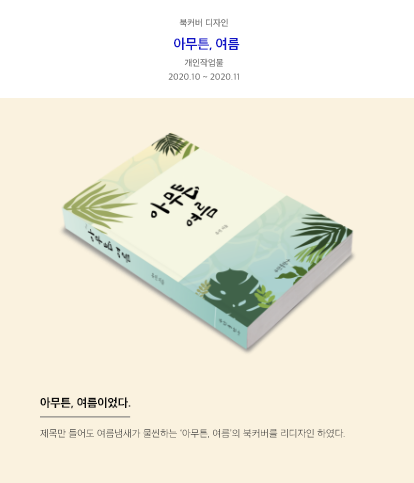 북커버 디자인
아무튼, 여름
개인작업물
2020.10 ~ 2020.11
아무튼
여름
아무튼 여름
아무튼, 여름이었다.
제목만 들어도 여름냄새가 물씬하는 '아무튼, 여름'의 북커버를 리디자인 하였다.